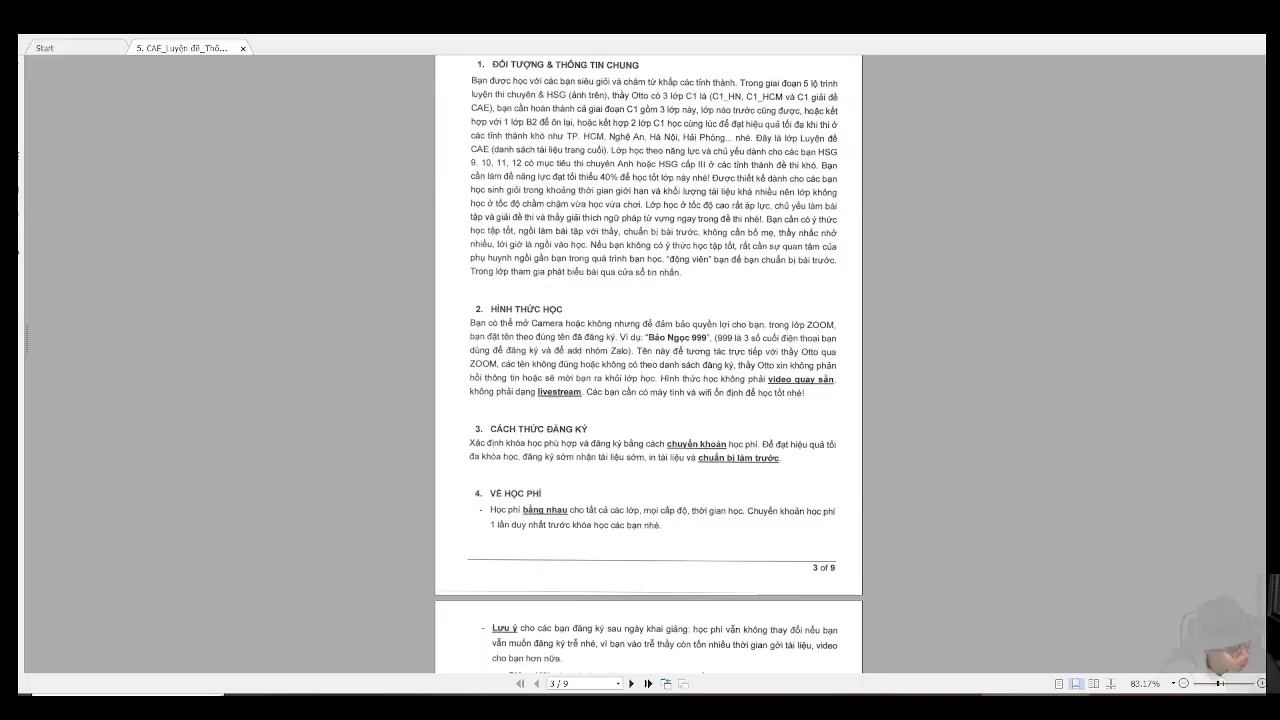 Start
5. CAE_Luyện đề_Thô...
1. ĐỐI TƯỢNG & THÔNG TIN CHUNG
Bạn được học với các bạn siêu giỏi và chăm từ khắp các tỉnh thành. Trong giai đoạn 5 lộ trình
luyện thi chuyên & HSG (ảnh trên), thầy Otto có 3 lớp C1 là (C1_HN, C1_HCM và C1 giải đề
CAE), bạn cần hoàn thành cả giai đoạn C1 gồm 3 lớp này, lớp nào trước cũng được, hoặc kết
hợp với 1 lớp B2 để ôn lại, hoặc kết hợp 2 lớp C1 học cùng lúc để đạt hiệu quả tối đa khi thi ở
các tỉnh thành khó như TP. HCM, Nghệ An, Hà Nội, Hải Phòng... nhé. Đây là lớp Luyện đề
CAE (danh sách tài liệu trang cuối). Lớp học theo năng lực và chủ yếu dành cho các bạn HSG
9, 10, 11, 12 có mục tiêu thi chuyên Anh hoặc HSG cấp III ở các tỉnh thành đề thi khó. Bạn
cần làm đề năng lực đạt tối thiểu 40% để học tốt lớp này nhé! Được thiết kế dành cho các bạn
học sinh giỏi trong khoảng thời gian giới hạn và khối lượng tài liệu khá nhiều nên lớp không
học ở tốc độ chầm chậm vừa học vừa chơi. Lớp học ở tốc độ cao rất áp lực, chủ yếu làm bài
tập và giải đề thi và thầy giải thích ngữ pháp từ vựng ngay trong đề thi nhé!. Bạn cần có ý thức
học tập tốt, ngồi làm bài tập với thầy, chuẩn bị bài trước, không cần bố mẹ, thầy nhắc nhở
nhiều, tới giờ là ngồi vào học. Nếu bạn không có ý thức học tập tốt, rất cần sự quan tâm của
phụ huynh ngồi gần bạn trong quá trình bạn học, “động viên” bạn để bạn chuẩn bị bài trước.
Trong lớp tham gia phát biểu bài qua cửa sổ tin nhắn.
2. HÌNH THỨC HỌC
Bạn có thể mở Camera hoặc không nhưng để đảm bảo quyền lợi cho bạn, trong lớp ZOOM,
bạn đặt tên theo đúng tên đã đăng ký. Ví dụ: “Bảo Ngọc 999”, (999 là 3 số cuối điện thoại bạn
dùng để đăng ký và để add nhóm Zalo). Tên này để tương tác trực tiếp với thầy Otto qua
ZOOM, các tên không đúng hoặc không có theo danh sách đăng ký, thầy Otto xin không phản
hồi thông tin hoặc sẽ mời bạn ra khỏi lớp học. Hình thức học không phải video quay sẵn,
không phải dạng livestream. Các bạn cần có máy tính và wifi ổn định để học tốt nhé!
3. CÁCH THỨC ĐĂNG KÝ
Xác định khóa học phù hợp và đăng ký bằng cách chuyển khoản học phí. Để đạt hiệu quả tối
đa khóa học, đăng ký sớm nhận tài liệu sớm, in tài liệu và chuẩn bị làm trước.
4. VỀ HỌC PHÍ
- Học phí bằng nhau cho tất cả các lớp, mọi cấp độ, thời gian học. Chuyển khoản học phí
1 lần duy nhất trước khóa học các bạn nhé.
3 of 9
- Lưu ý cho các bạn đăng ký sau ngày khai giảng: học phí vẫn không thay đổi nếu bạn
vẫn muốn đăng ký trễ nhé, vì bạn vào trễ thầy còn tốn nhiều thời gian gởi tài liệu, video
cho bạn hơn nữa.
3 / 9
83.17%